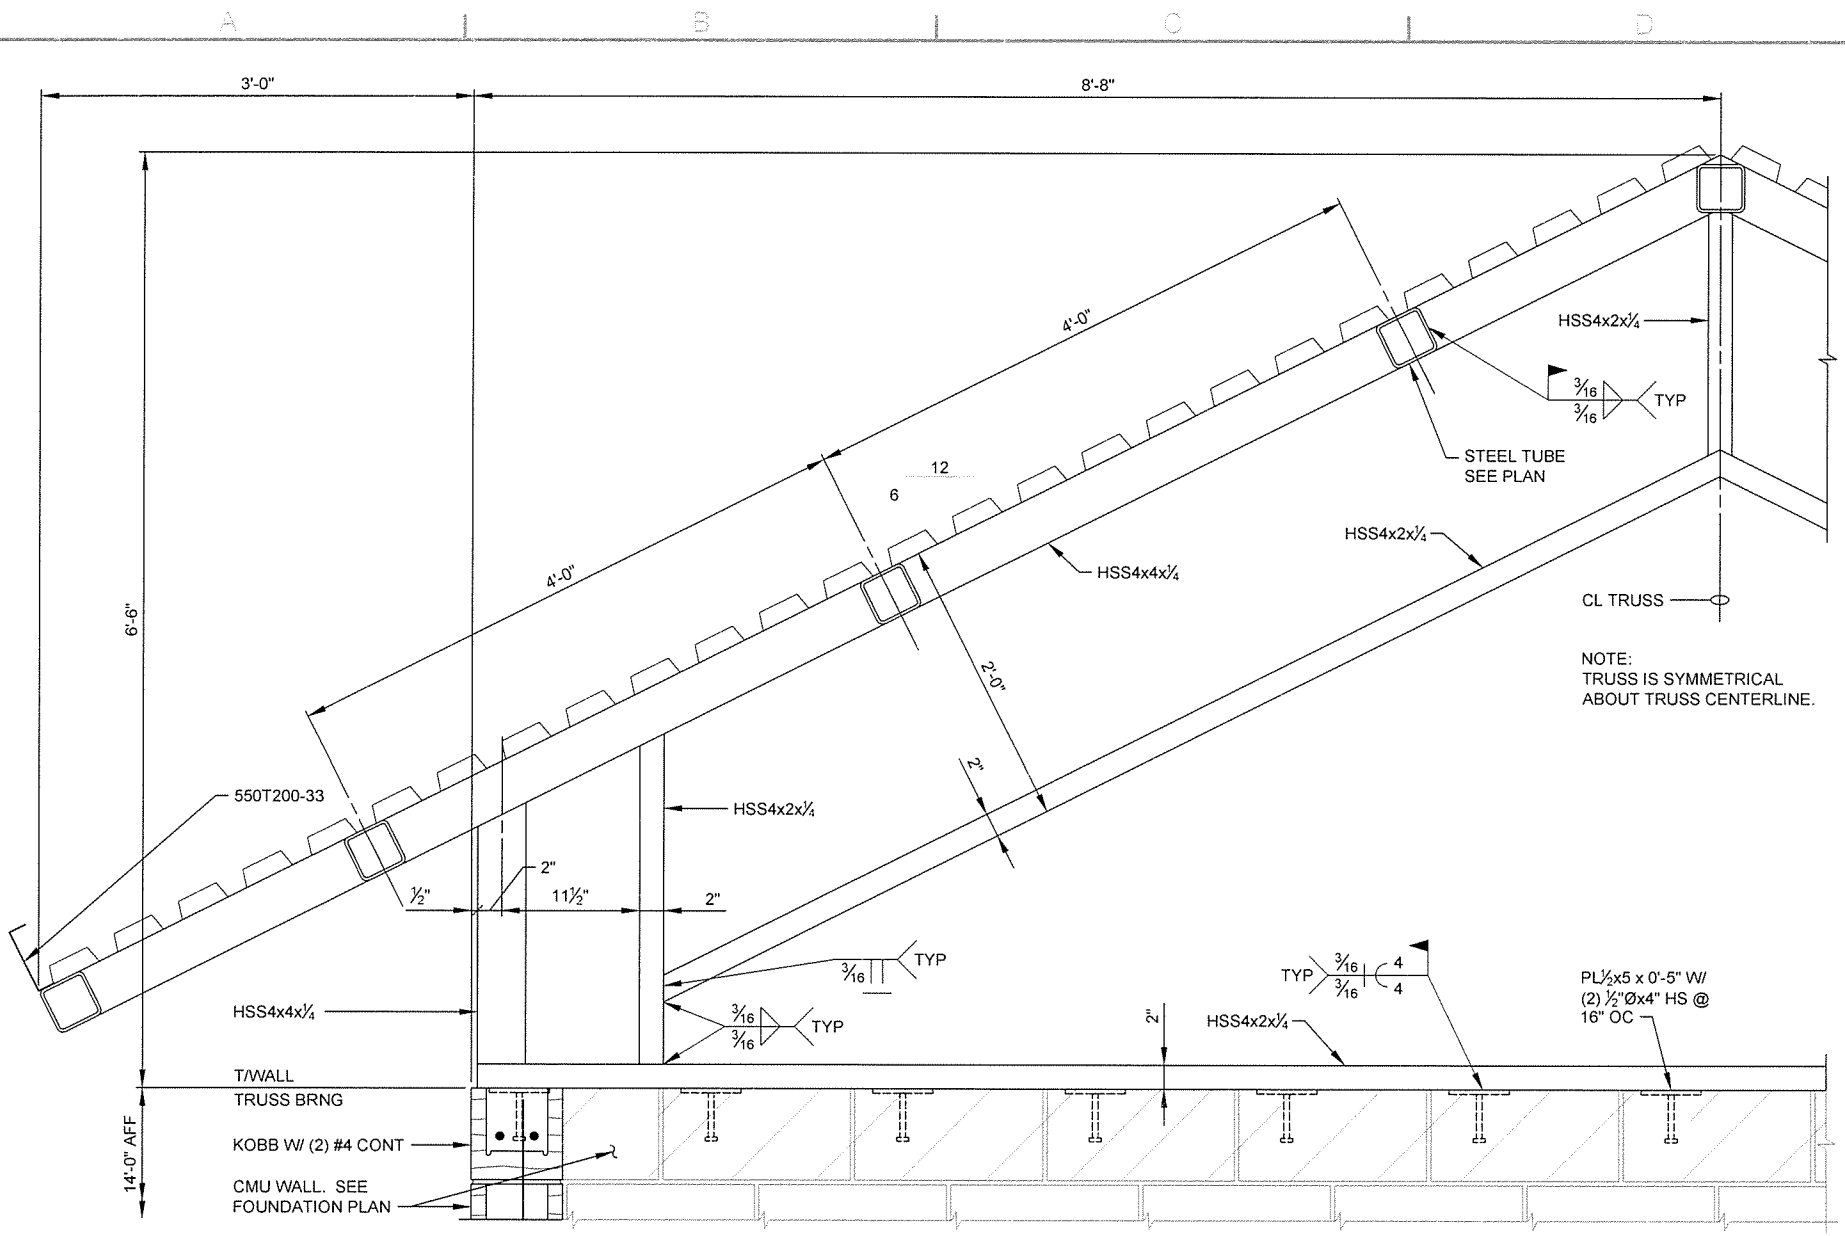 A
B
C
D
3'-0"
8'-8"
4'-0"
HSS4x2x¼
3/16
3/16
TYP
STEEL TUBE
SEE PLAN
12
6
HSS4x2x¼
HSS4x4x¼
4'-0"
CL TRUSS
6'-6"
2'-0"
NOTE:
TRUSS IS SYMMETRICAL
ABOUT TRUSS CENTERLINE.
2"
550T200-33
HSS4x2x¼
2"
½"
11½"
2"
3/16
TYP
TYP
3/16
3/16
4
4
PL½x5 x 0'-5" W/
(2) ½"Øx4" HS @
16" OC
HSS4x4x¼
3/16
3/16
TYP
2"
HSS4x2x¼
T/WALL
TRUSS BRNG
KOBB W/ (2) #4 CONT
14'-0" AFF
CMU WALL. SEE
FOUNDATION PLAN